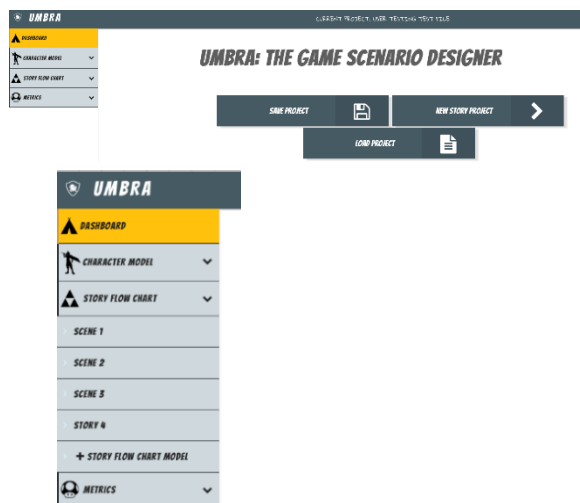 UMBRA
CURRENT PROJECT: USER TESTING TEST FILE
DASHBOARD
CHARACTER MODEL
STORY FLOW CHART
METRICS
UMBRA: THE GAME SCENARIO DESIGNER
SAVE PROJECT
NEW STORY PROJECT
LOAD PROJECT
UMBRA
DASHBOARD
CHARACTER MODEL
STORY FLOW CHART
SCENE 1
SCENE 2
SCENE 3
STORY 4
+ STORY FLOW CHART MODEL
METRICS